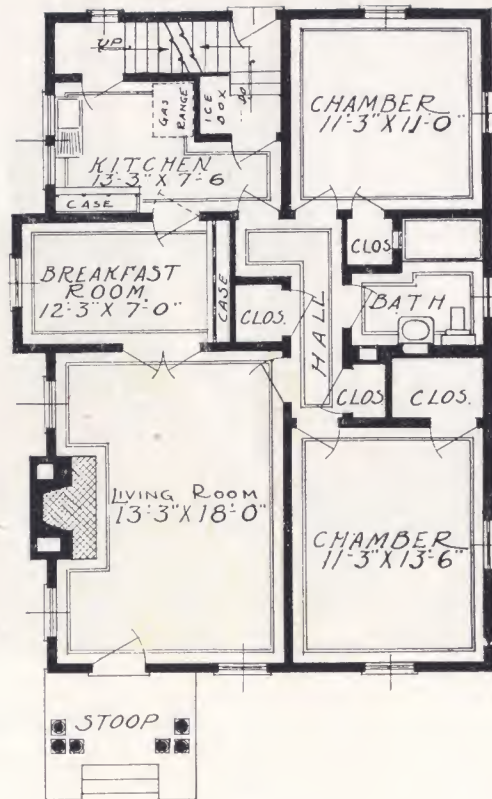 UP
DO
GAS
RANGE
ICE
BOX
CHAMBER
11'-3" X 11'-0"
KITCHEN
13'-3" X 7'-6
CASE
BREAKFAST
ROOM.
12'-3" X 7'-0"
CASE
CLOS.
CLOS.
BATH
HALL
CLOS.
CLOS.
LIVING ROOM
13'-3" X 18'-0"
CHAMBER
11'-3" X 13'-6"
STOOP